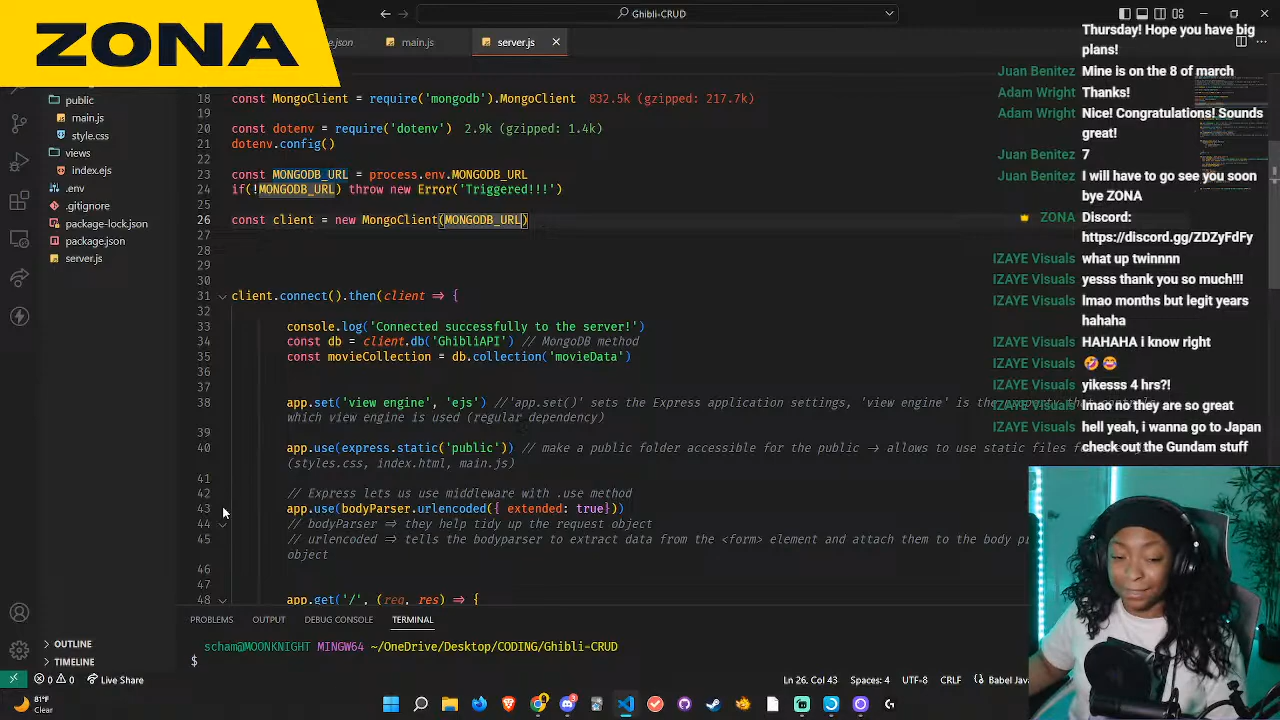 ZONA
Ghibli-CRUD
.json
main.js
server.js
public
main.js
style.css
views
index.ejs
.env
.gitignore
package-lock.json
package.json
server.js
OUTLINE
TIMELINE
18 const MongoClient = require('mongodb').MongoClient 832.5k (gzipped: 217.7k)
19
20 const dotenv = require('dotenv') 2.9k (gzipped: 1.4k)
21 dotenv.config()
22
23 const MONGODB_URL = process.env.MONGODB_URL
24 if(!MONGODB_URL) throw new Error('Triggered!!!')
25
26 const client = new MongoClient(MONGODB_URL)
27
28
29
30
31 client.connect().then(client => {
32
33 console.log('Connected successfully to the server!')
34 const db = client.db('GhibliAPI') // MongoDB method
35 const movieCollection = db.collection('movieData')
36
37
38 app.set('view engine', 'ejs') //'app.set()' sets the Express application settings, 'view engine' is the
which view engine is used (regular dependency)
39
40 app.use(express.static('public')) // make a public folder accessible for the public -> allows to use static files
(styles.css, index.html, main.js)
41
42 // Express lets us use middleware with .use method
43 app.use(bodyParser.urlencoded({ extended: true}))
44 // bodyParser => they help tidy up the request object
45 // urlencoded => tells the bodyparser to extract data from the <form> element and attach them to the body
object
46
47
48 app.get('/', (req, res) => {
PROBLEMS OUTPUT DEBUG CONSOLE TERMINAL
scham@MOONKNIGHT MINGW64 ~/OneDrive/Desktop/CODING/Ghibli-CRUD
$
Thursday! Hope you have big
plans!
Juan Benitez Mine is on the 8 of march
Adam Wright Thanks!
Adam Wright Nice! Congratulations! Sounds
great!
Juan Benitez 7
Juan Benitez I will have to go see you soon
bye ZONA
ZONA Discord:
https://discord.gg/ZDZyFdFy
IZAYE Visuals what up twinnnn
IZAYE Visuals yesss thank you so much!!!
IZAYE Visuals lmao months but legit years
hahaha
IZAYE Visuals HAHAHA i know right
IZAYE Visuals 🤣😂
IZAYE Visuals yikesss 4 hrs?!
IZAYE Visuals lmao no they are so great
IZAYE Visuals hell yeah, i wanna go to Japan
check out the Gundam stuff
0 0 Live Share
Ln 26, Col 43 Spaces: 4 UTF-8 CRLF {} Babel
81°F
Clear